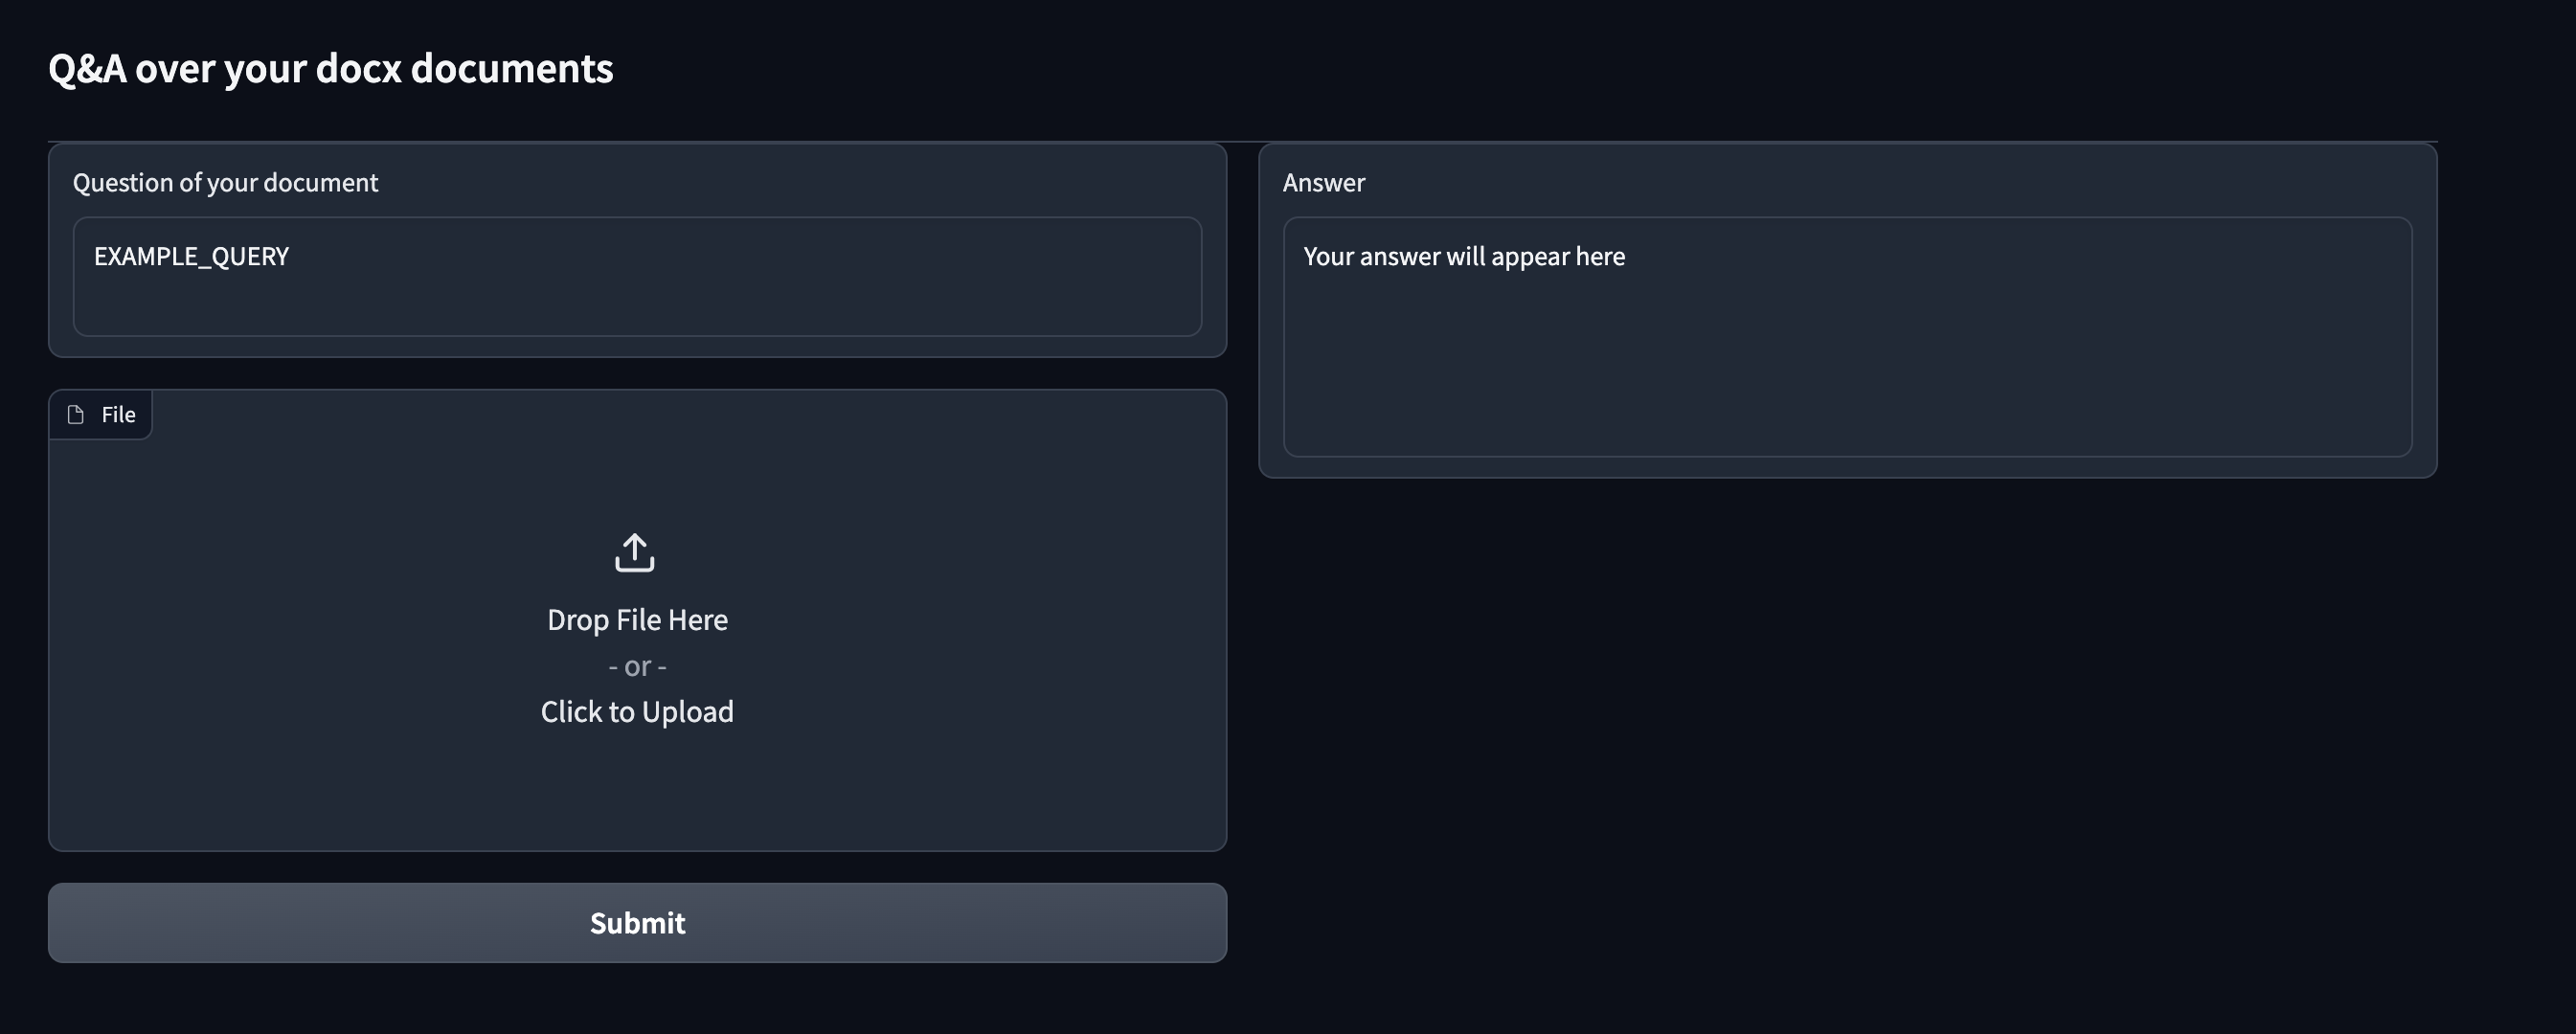 Q&A over your docx documents
Question of your document
EXAMPLE_QUERY
File
Drop File Here
- or -
Click to Upload
Submit
Answer
Your answer will appear here